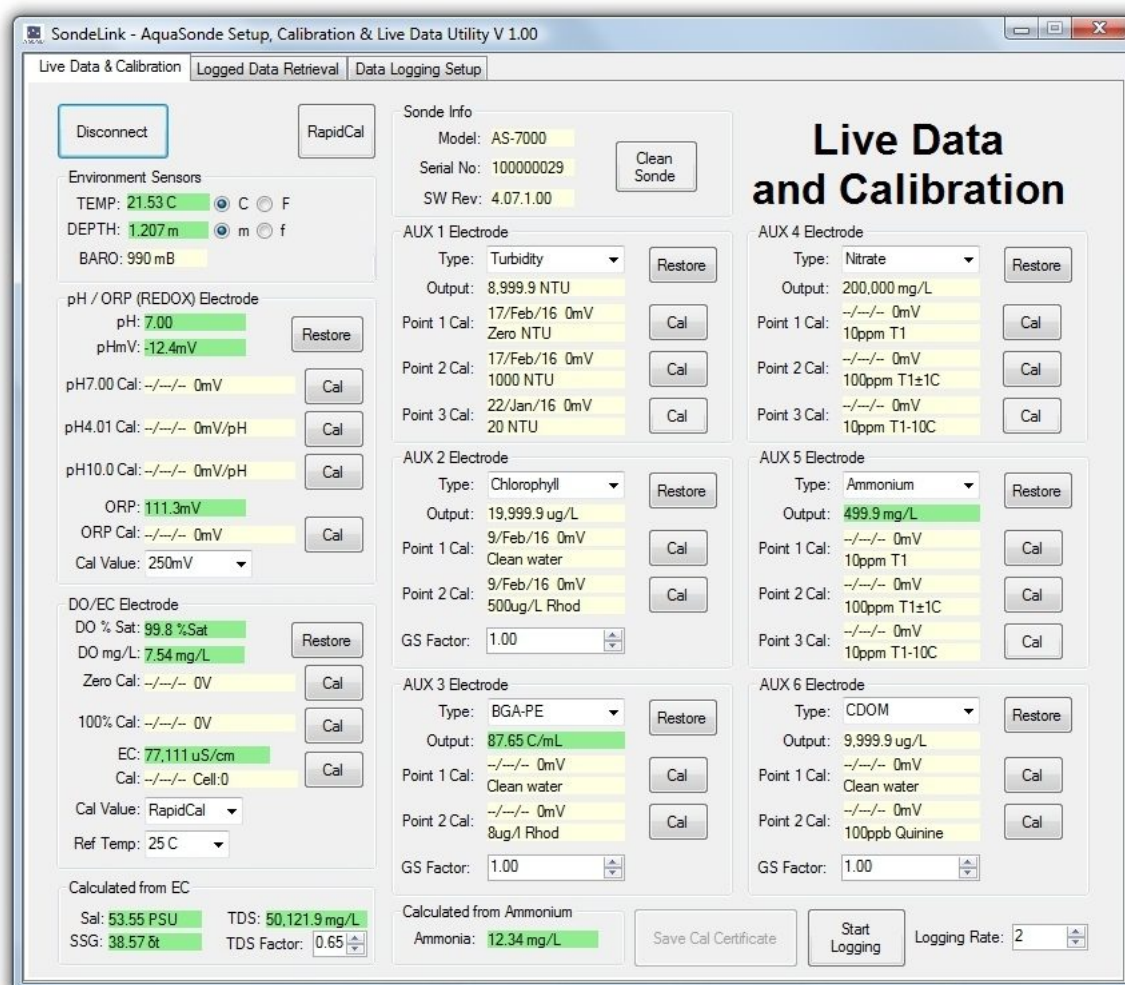 SondeLink - AquaSonde Setup, Calibration & Live Data Utility V 1.00
Live Data & Calibration
Logged Data Retrieval
Data Logging Setup
Disconnect
RapidCal
Environment Sensors
TEMP: 21.53 C C F
DEPTH: 1.207 m m f
BARO: 990 mB
pH / ORP (REDOX) Electrode
pH: 7.00
pHmV: -12.4mV
Restore
pH7.00 Cal: --/---/-- 0mV Cal
pH4.01 Cal: --/---/-- 0mV/pH Cal
pH10.0 Cal: --/---/-- 0mV/pH Cal
ORP: 111.3mV
ORP Cal: --/---/-- 0mV Cal
Cal Value: 250mV
DO/EC Electrode
DO % Sat: 99.8 %Sat
DO mg/L: 7.54 mg/L
Restore
Zero Cal: --/---/-- 0V Cal
100% Cal: --/---/-- 0V Cal
EC: 77,111 uS/cm
Cal: --/---/-- Cell:0 Cal
Cal Value: RapidCal
Ref Temp: 25 C
Calculated from EC
Sal: 53.55 PSU TDS: 50,121.9 mg/L
SSG: 38.57 δt TDS Factor: 0.65
Sonde Info
Model: AS-7000
Serial No: 100000029
SW Rev: 4.07.1.00
Clean
Sonde
Live Data
and Calibration
AUX 1 Electrode
Type: Turbidity Restore
Output: 8,999.9 NTU
Point 1 Cal: 17/Feb/16 0mV Cal
Zero NTU
Point 2 Cal: 17/Feb/16 0mV Cal
1000 NTU
Point 3 Cal: 22/Jan/16 0mV Cal
20 NTU
AUX 2 Electrode
Type: Chlorophyll Restore
Output: 19,999.9 ug/L
Point 1 Cal: 9/Feb/16 0mV Cal
Clean water
Point 2 Cal: 9/Feb/16 0mV Cal
500ug/L Rhod
GS Factor: 1.00
AUX 3 Electrode
Type: BGA-PE Restore
Output: 87.65 C/mL
Point 1 Cal: --/---/-- 0mV Cal
Clean water
Point 2 Cal: --/---/-- 0mV Cal
8ug/l Rhod
GS Factor: 1.00
Calculated from Ammonium
Ammonia: 12.34 mg/L
AUX 4 Electrode
Type: Nitrate Restore
Output: 200,000 mg/L
Point 1 Cal: --/---/-- 0mV Cal
10ppm T1
Point 2 Cal: --/---/-- 0mV Cal
100ppm T1±1C
Point 3 Cal: --/---/-- 0mV Cal
10ppm T1-10C
AUX 5 Electrode
Type: Ammonium Restore
Output: 499.9 mg/L
Point 1 Cal: --/---/-- 0mV Cal
10ppm T1
Point 2 Cal: --/---/-- 0mV Cal
100ppm T1±1C
Point 3 Cal: --/---/-- 0mV Cal
10ppm T1-10C
AUX 6 Electrode
Type: CDOM Restore
Output: 9,999.9 ug/L
Point 1 Cal: --/---/-- 0mV Cal
Clean water
Point 2 Cal: --/---/-- 0mV Cal
100ppb Quinine
GS Factor: 1.00
Save Cal Certificate
Start
Logging
Logging Rate: 2